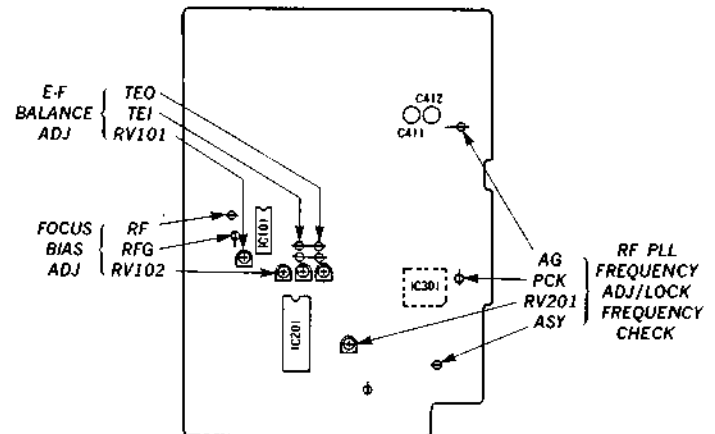 E-F
BALANCE
ADJ
TEO
TEI
RV101
C412
C411
FOCUS
BIAS
ADJ
RF
RFG
RV102
IC101
IC201
IC301
AG
PCK
RV201
ASY
RF PLL
FREQUENCY
ADJ/LOCK
FREQUENCY
CHECK